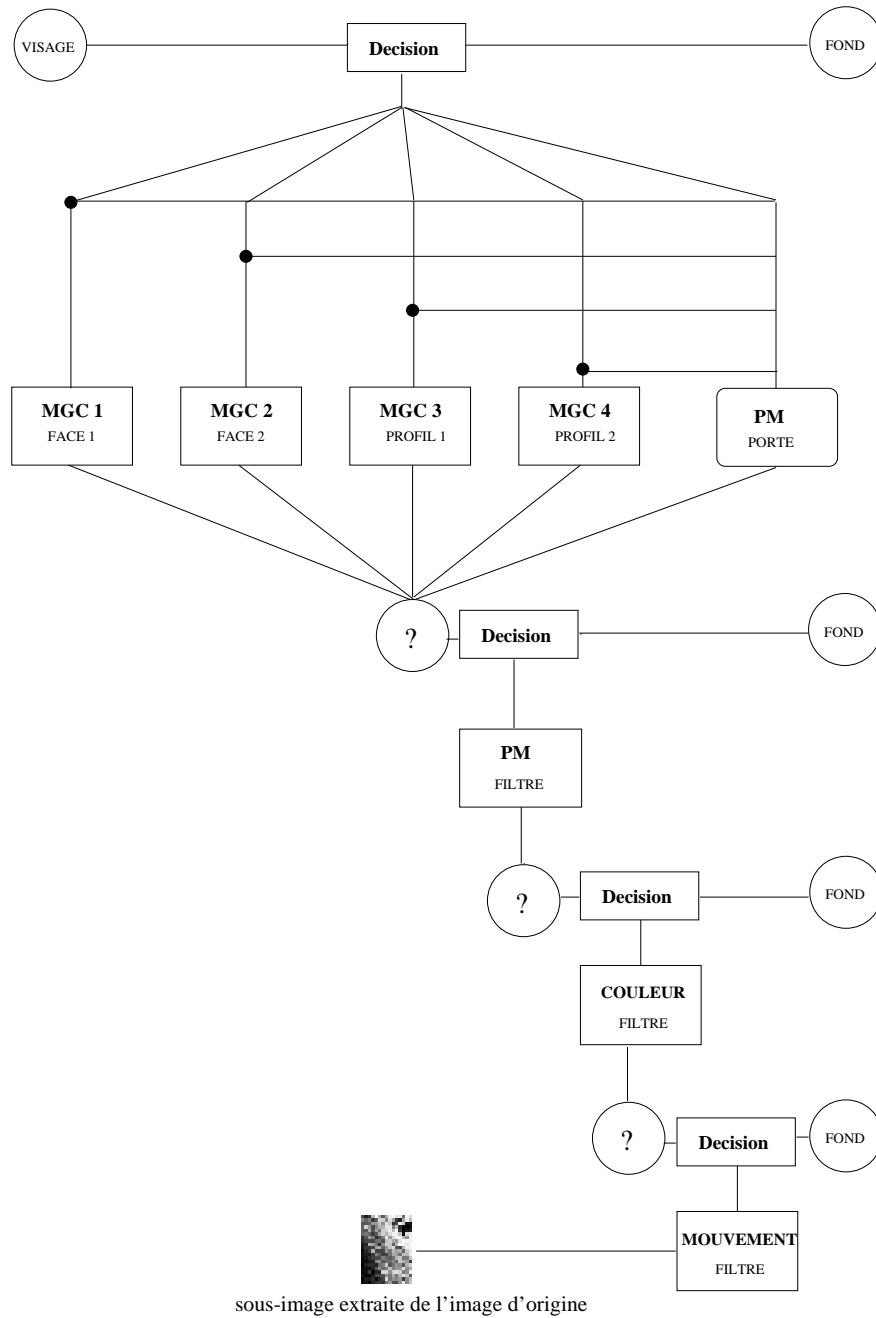 VISAGE
Decision
FOND
MGC 1
FACE 1
MGC 2
FACE 2
MGC 3
PROFIL 1
MGC 4
PROFIL 2
PM
PORTE
?
Decision
FOND
PM
FILTRE
?
Decision
FOND
COULEUR
FILTRE
?
Decision
FOND
MOUVEMENT
FILTRE
sous-image extraite de l'image d'origine